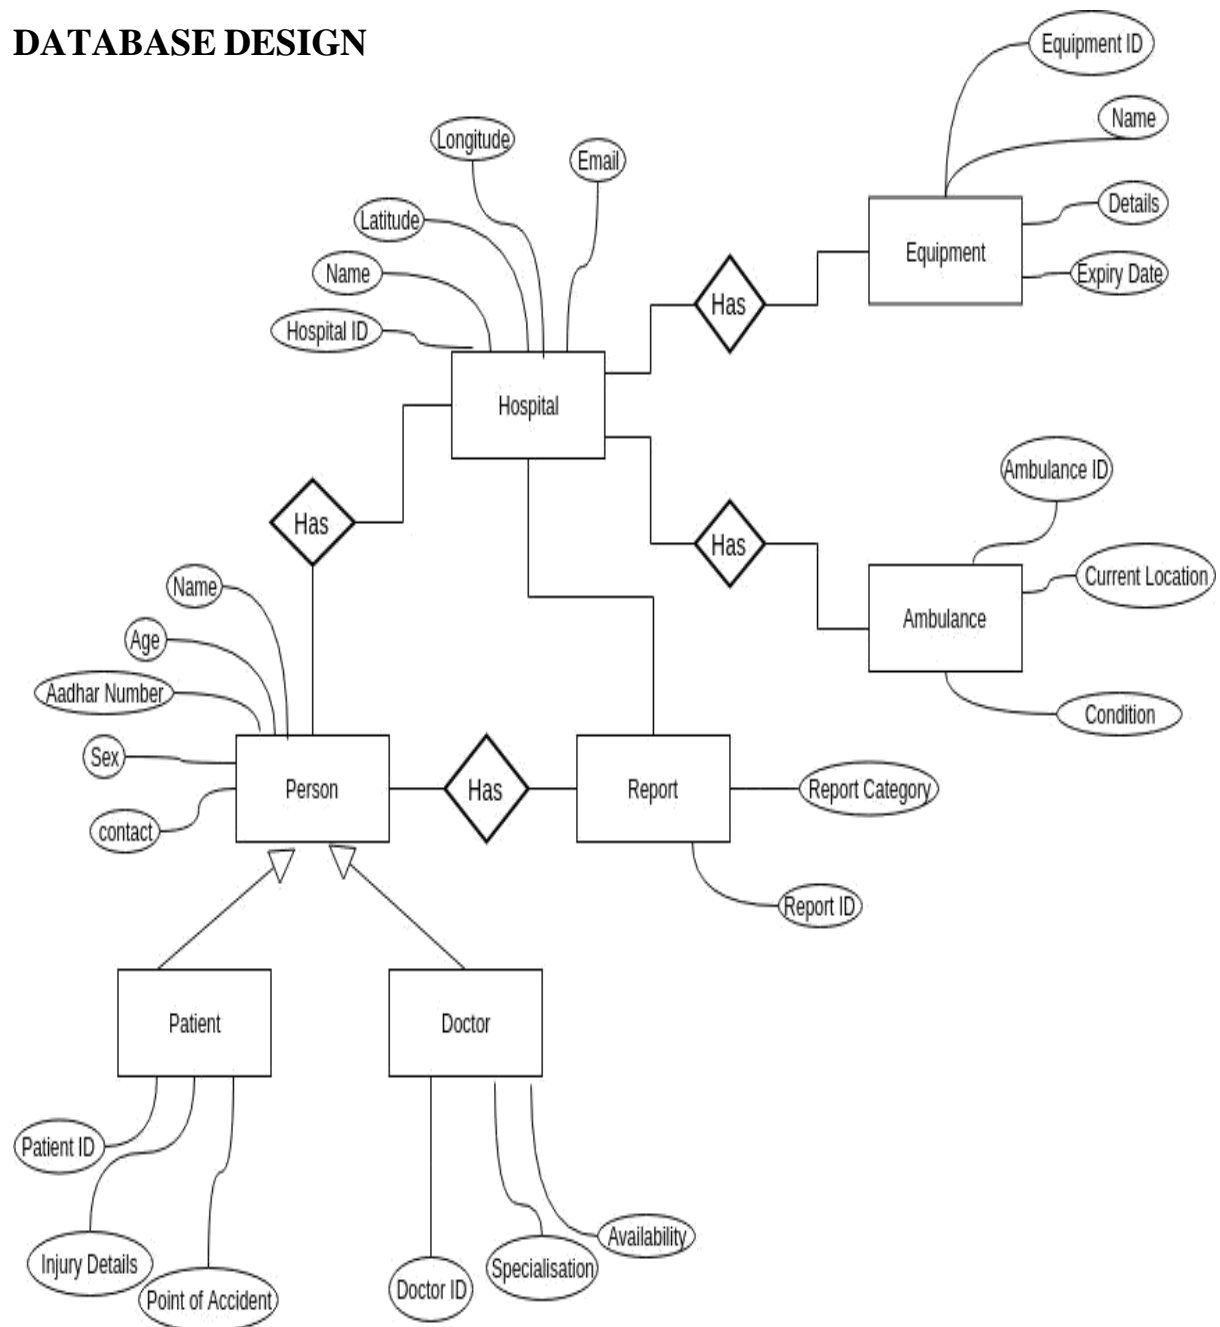 DATABASE DESIGN
Equipment ID
Name
Longitude
Email
Details
Latitude
Equipment
Name
Expiry Date
Has
Hospital ID
Hospital
Ambulance ID
Has
Has
Current Location
Name
Ambulance
Age
Aadhar Number
Condition
Sex
Person
Has
Report
Report Category
contact
Report ID
Patient
Doctor
Patient ID
Availability
Injury Details
Specialisation
Doctor ID
Point of Accident